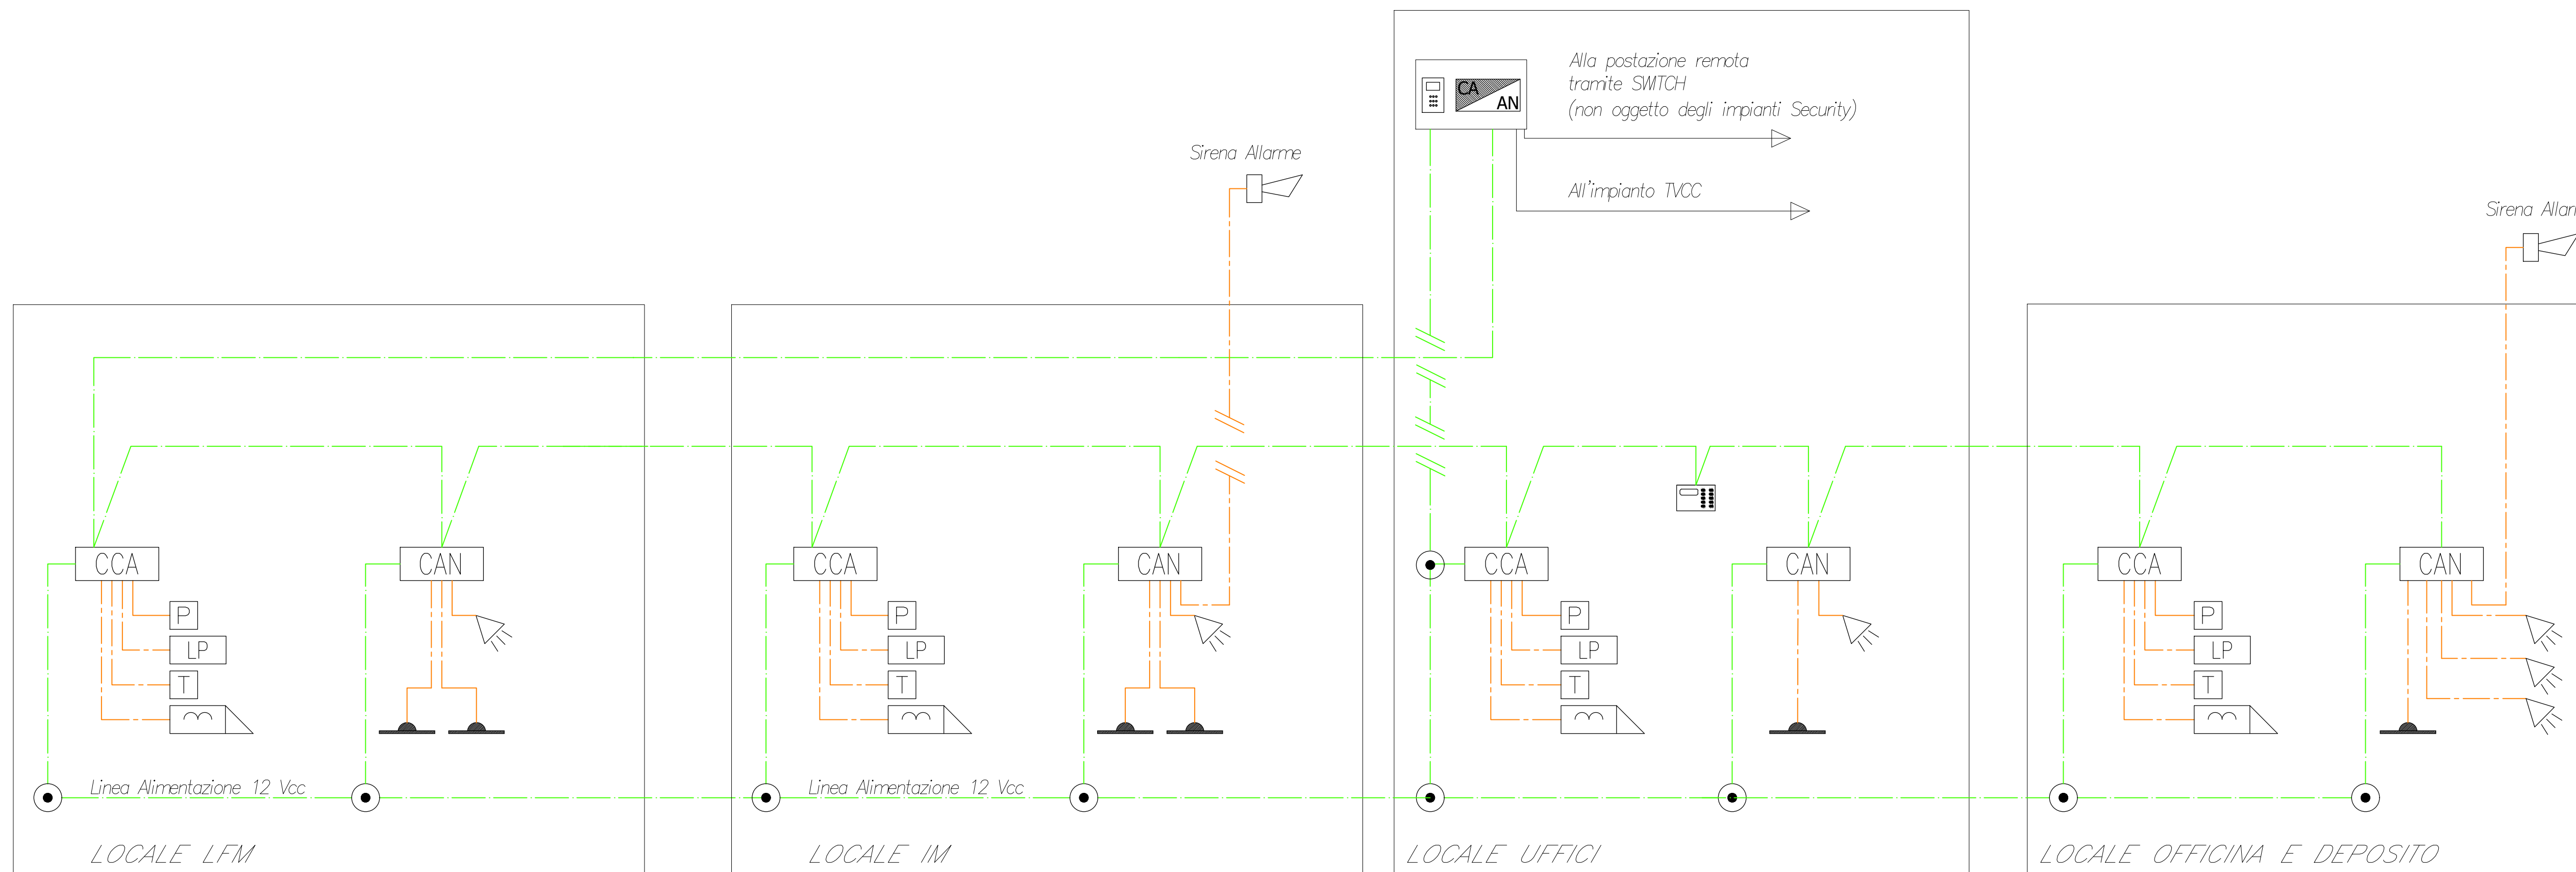 Alla postazione remota
tramite SWITCH
(non oggetto degli impianti Security)
CA
AN
Sirena Allarme
All'impianto TVCC
CCA
CAN
P
LP
T
Linea Alimentazione 12 Vcc
LOCALE LFM
CCA
CAN
P
LP
T
Linea Alimentazione 12 Vcc
LOCALE IM
CCA
CAN
P
LP
T
LOCALE UFFICI
Sirena Allar
CCA
CAN
P
LP
T
LOCALE OFFICINA E DEPOSITO